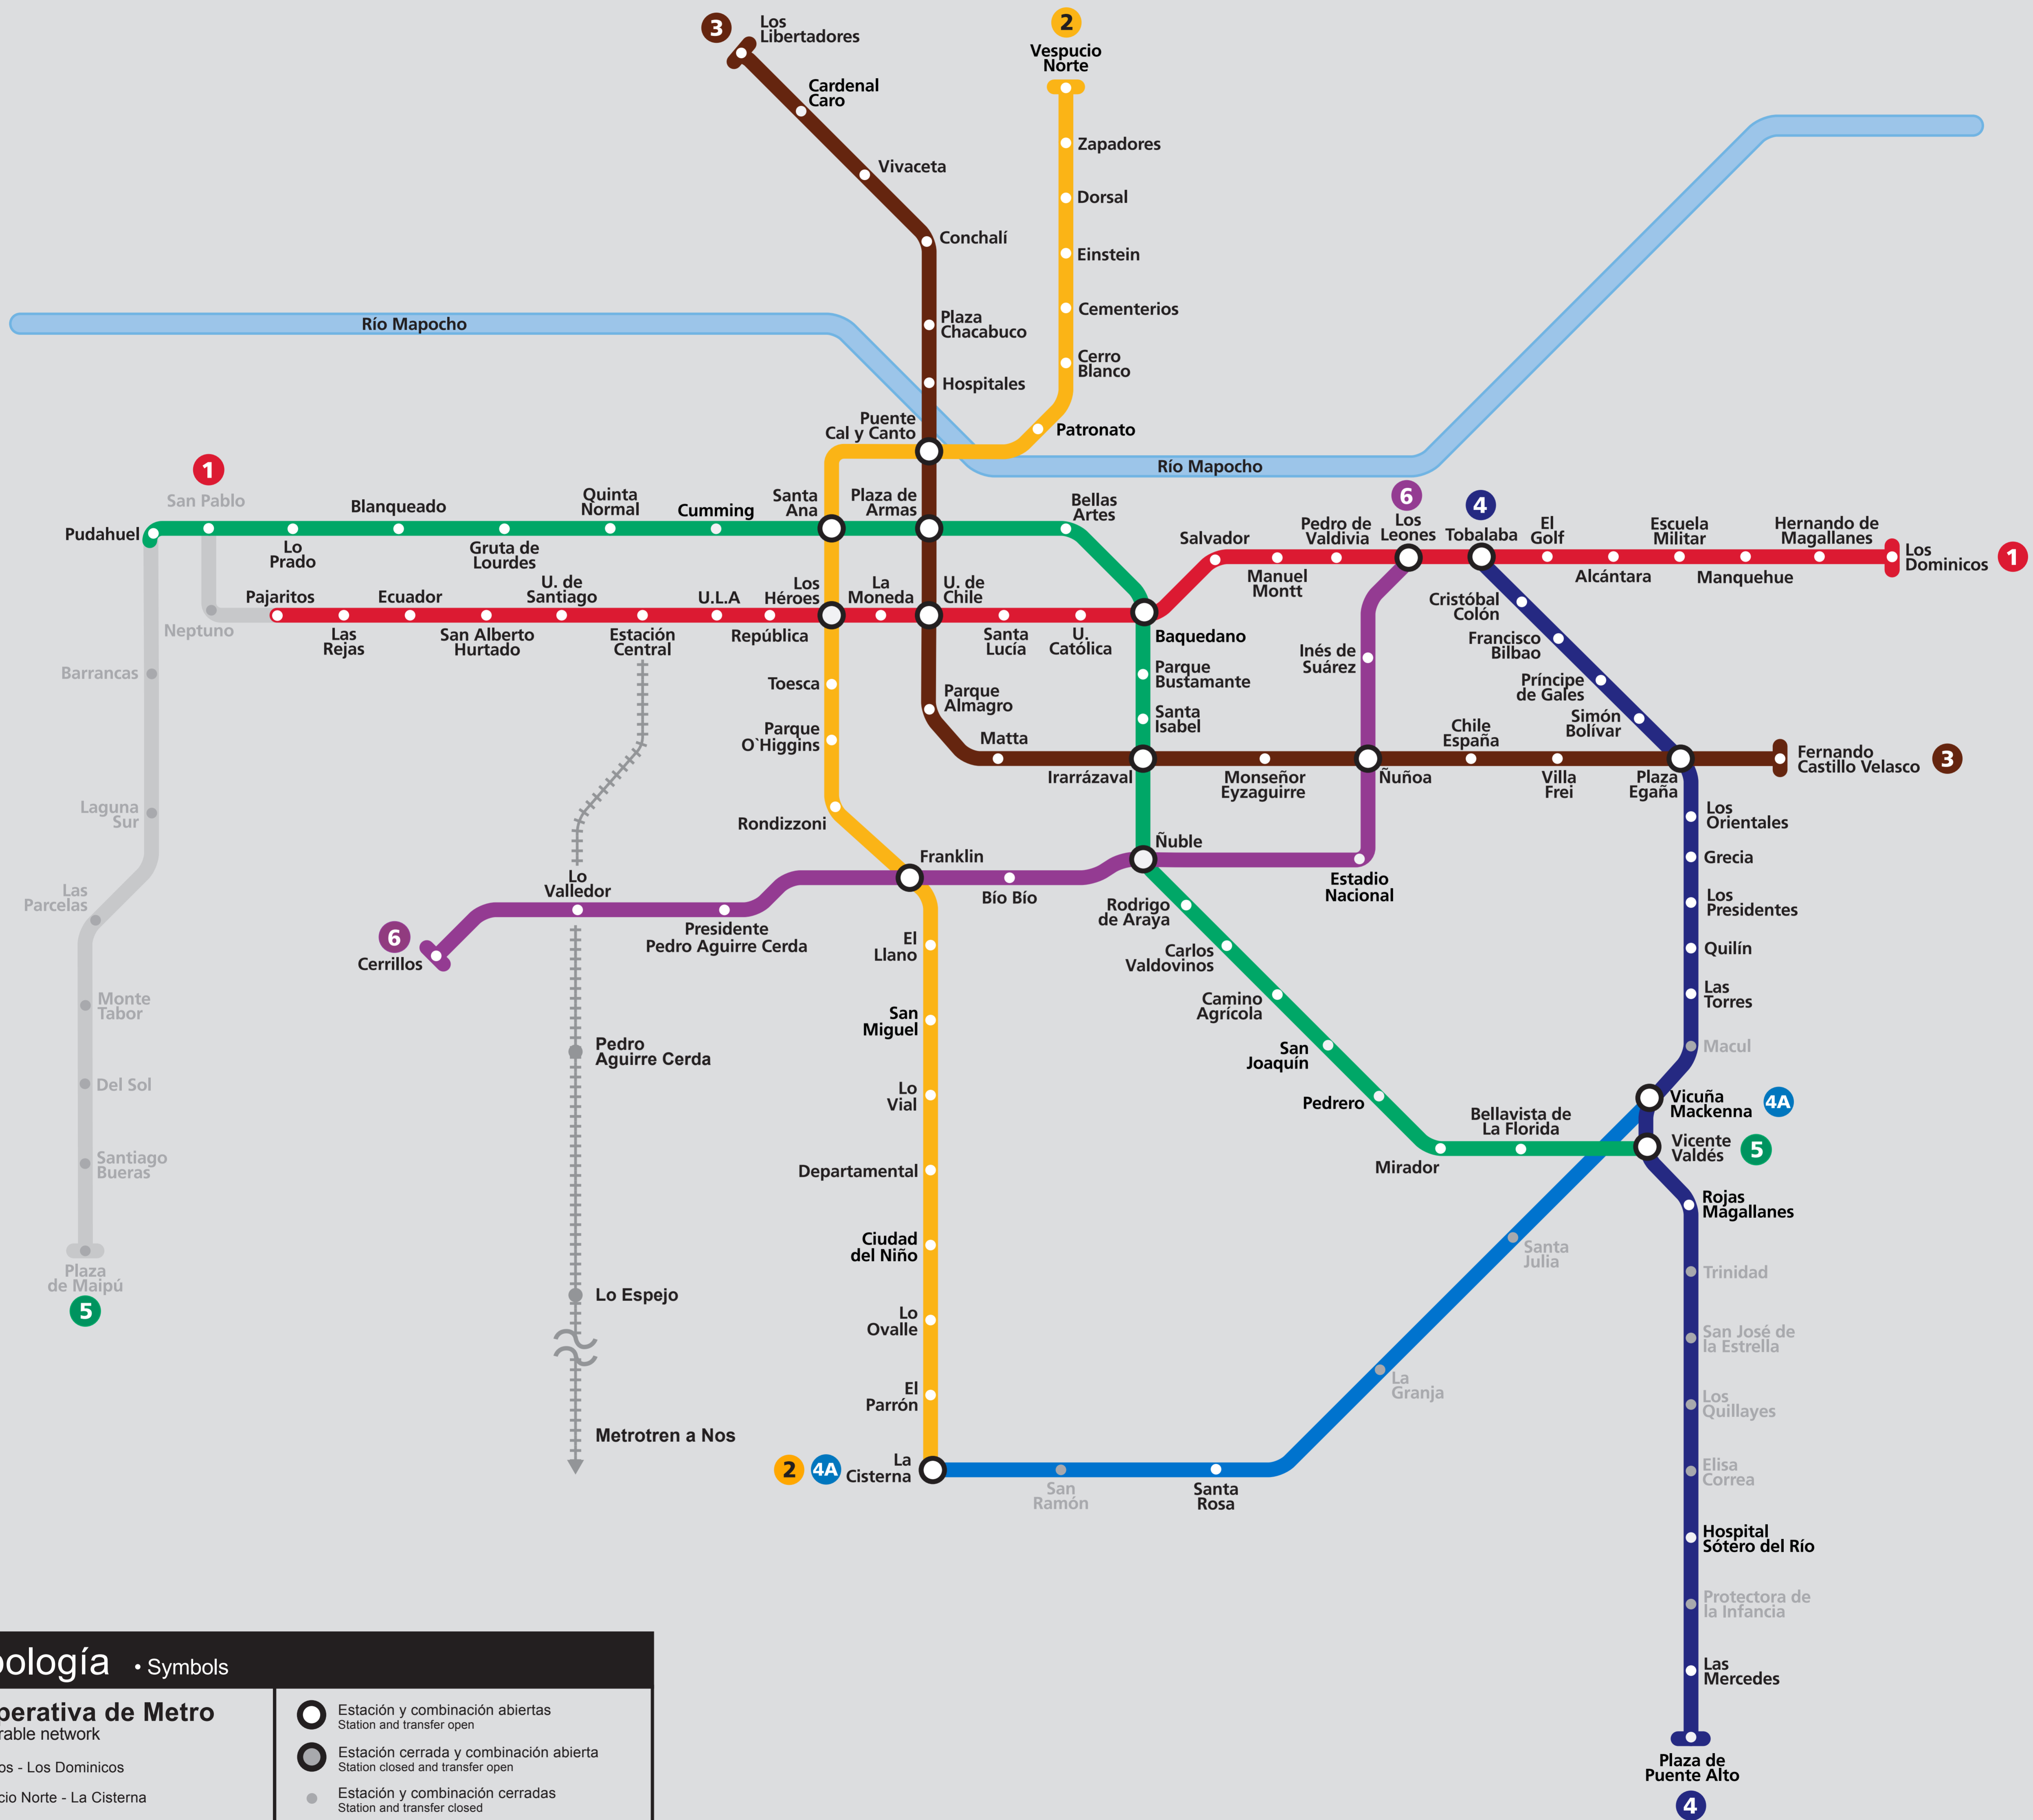 3
Los
Libertadores
2
Vespucio
Norte
Cardenal
Caro
Zapadores
Vivaceta
Dorsal
Conchalí
Einstein
Río Mapocho
Plaza
Chacabuco
Cementerios
Cerro
Blanco
Hospitales
Puente
Cal y Canto
Patronato
Río Mapocho
1
San Pablo
Pudahuel
Lo
Prado
Blanqueado
Gruta de
Lourdes
Quinta
Normal
Cumming
Santa
Ana
Plaza de
Armas
Bellas
Artes
Salvador
Manuel
Montt
Pedro de
Valdivia
6
Los
Leones
4
Tobalaba
El
Golf
Alcántara
Escuela
Militar
Manquehue
Hernando de
Magallanes
Los
Dominicos
1
Neptuno
Pajaritos
Las
Rejas
Ecuador
San Alberto
Hurtado
U. de
Santiago
Estación
Central
U.L.A
República
Los
Héroes
La
Moneda
U. de
Chile
Santa
Lucía
U.
Católica
Baquedano
Cristóbal
Colón
Francisco
Bilbao
Príncipe
de Gales
Simón
Bolívar
Inés de
Suárez
Parque
Bustamante
Santa
Isabel
Barrancas
Toesca
Parque
O`Higgins
Parque
Almagro
Matta
Irarrázaval
Monseñor
Eyzaguirre
Ñuñoa
Chile
España
Villa
Frei
Plaza
Egaña
Fernando
Castillo Velasco
3
Laguna
Sur
Rondizzoni
Los
Orientales
Grecia
Los
Presidentes
Quilín
Las
Torres
Macul
Las
Parcelas
6
Cerrillos
Lo
Valledor
Presidente
Pedro Aguirre Cerda
Franklin
Bío Bío
Ñuble
Estadio
Nacional
Rodrigo
de Araya
Carlos
Valdovinos
Camino
Agrícola
San
Joaquín
Pedrero
Mirador
Bellavista de
La Florida
Vicuña
Mackenna
4A
Vicente
Valdés
5
Monte
Tabor
Del Sol
Santiago
Bueras
Plaza
de Maipú
5
Pedro
Aguirre Cerda
Lo Espejo
Metrotren a Nos
El
Llano
San
Miguel
Lo
Vial
Departamental
Ciudad
del Niño
Lo
Ovalle
El
Parrón
2
4A
La
Cisterna
San
Ramón
Santa
Rosa
La
Granja
Santa
Julia
Rojas
Magallanes
Trinidad
San José de
la Estrella
Los
Quillayes
Elisa
Correa
Hospital
Sótero del Río
Protectora de
la Infancia
Las
Mercedes
Plaza de
Puente Alto
4
ología • Symbols
perativa de Metro
rable network
os - Los Dominicos
cio Norte - La Cisterna
Estación y combinación abiertas
Station and transfer open
Estación cerrada y combinación abierta
Station closed and transfer open
Estación y combinación cerradas
Station and transfer closed